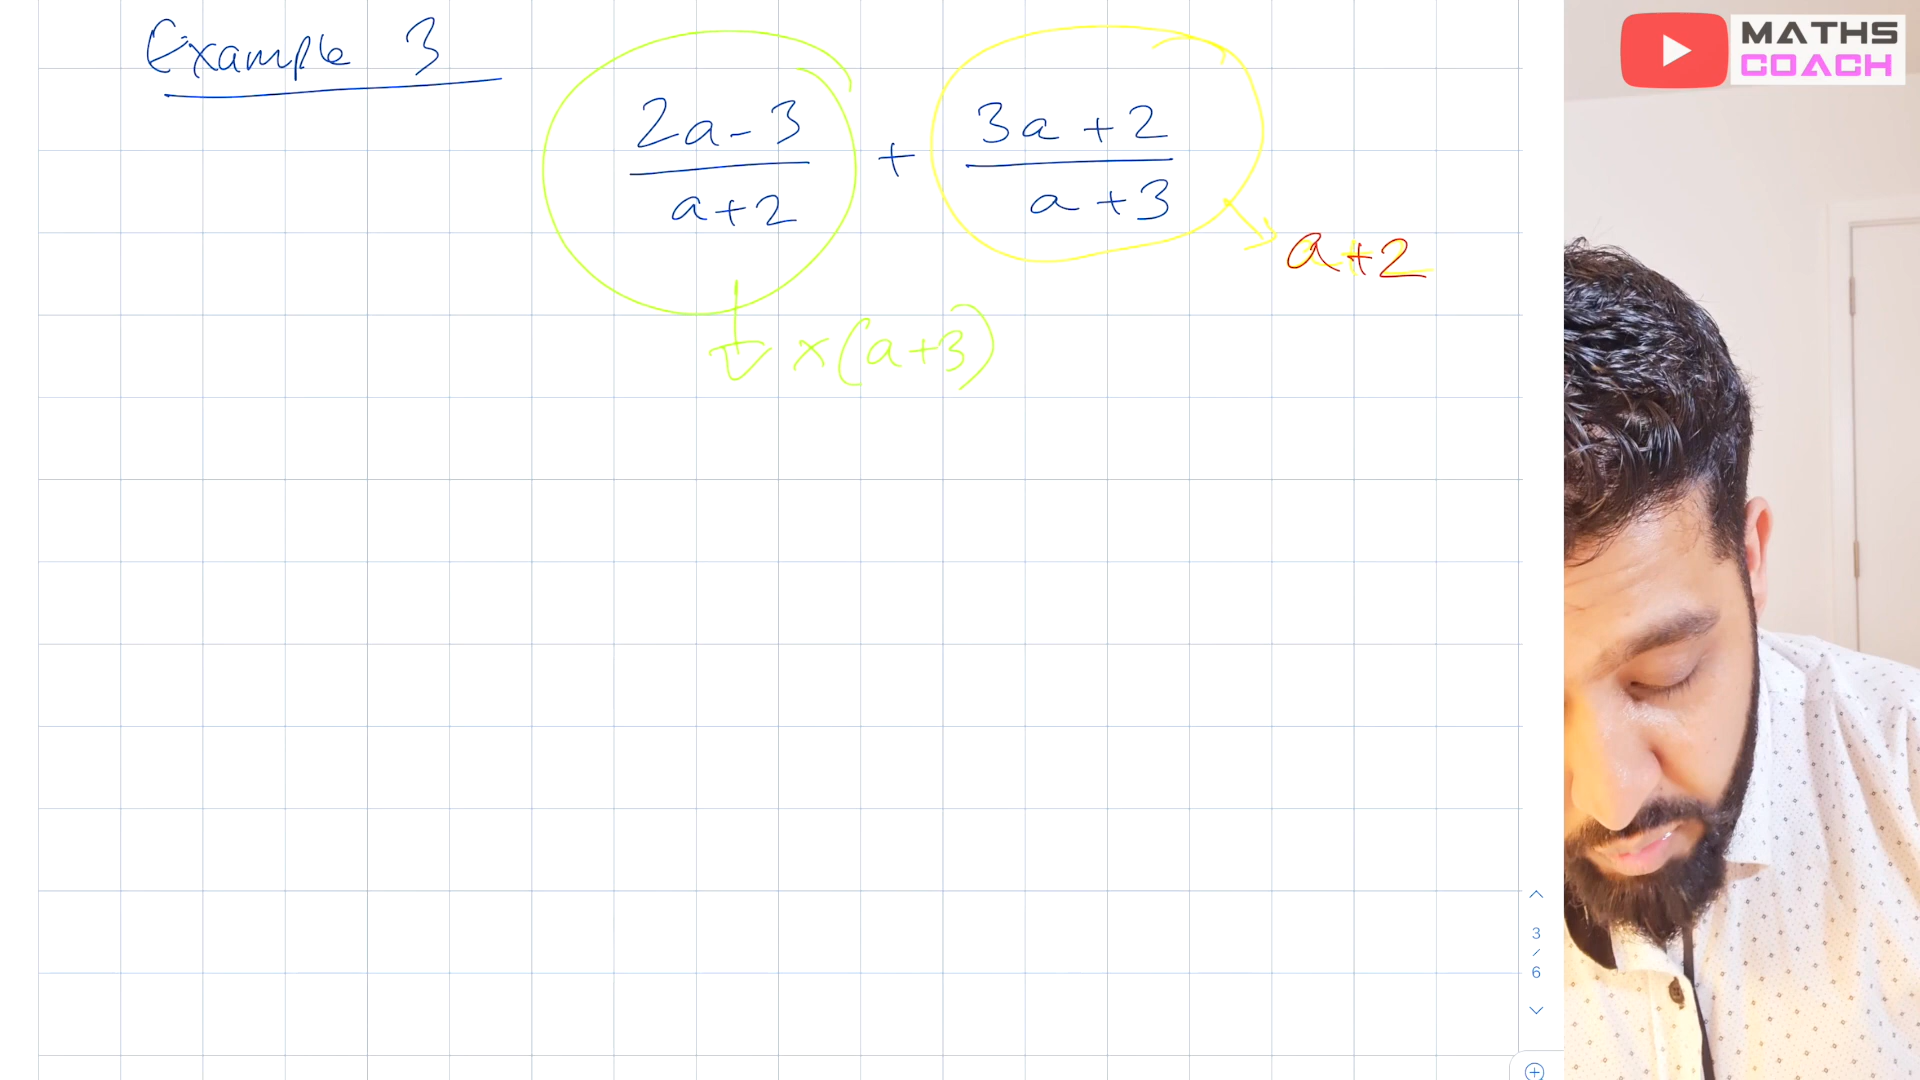 Example 3
2a-3 + 3a+2
a+2 a+3
a+2
×(a+3)
MATHS
COACH
3
/
6